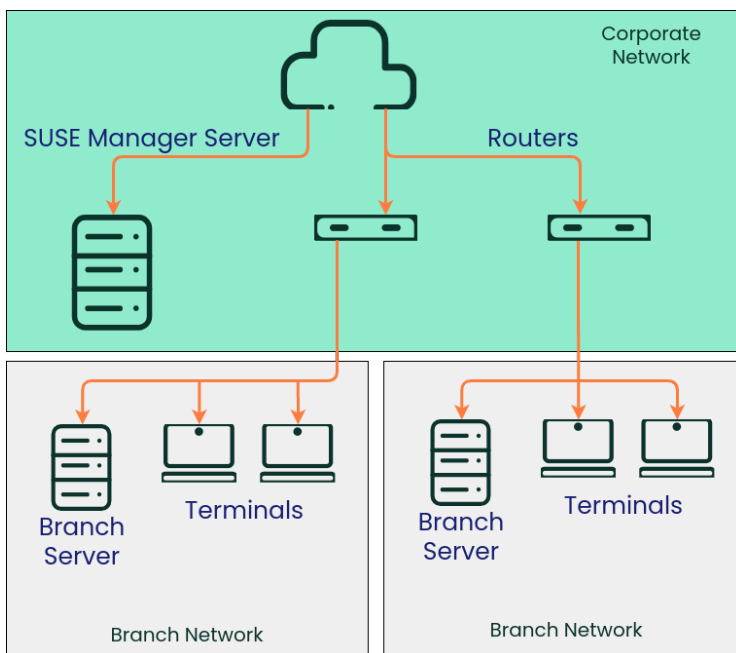 Corporate
Network
SUSE Manager Server
Routers
Branch
Server
Terminals
Branch Network
Branch
Server
Terminals
Branch Network